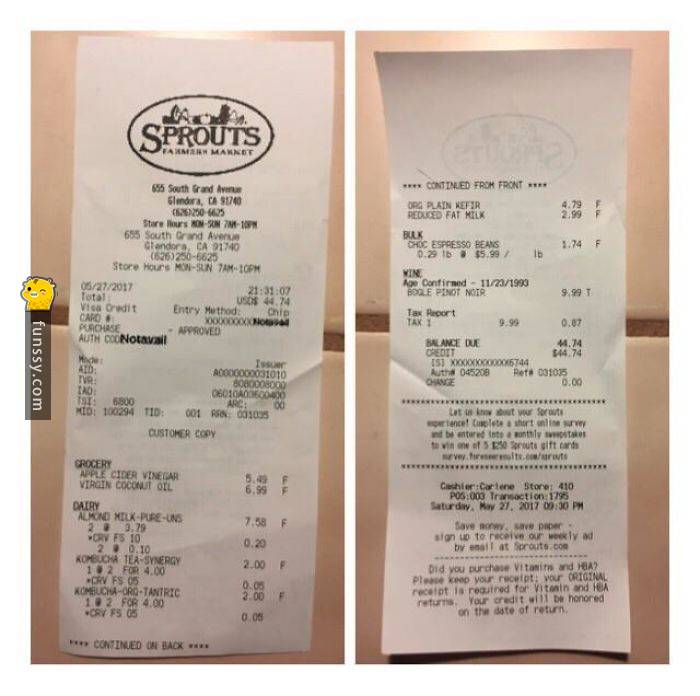 SPROUTS
FARMERS MARKET
655 South Grand Avenue
Glendora, CA 91740
(626)250-6625
Store Hours MON-SUN 7AM-10PM
655 South Grand Avenue
Glendora, CA 91740
(626)250-6625
Store Hours MON-SUN 7AM-10PM
05/27/2017 21:31:07
Total: USD$ 44.74
Visa Credit Entry Method: Chip
CARD #: XXXXXXXXXX
PURCHASE - APPROVED
AUTH COD Notavail
Mode: Issuer
AID: A0000000031010
TVR: 8080008000
IAD: 06010A03600400
TSI: 6800 ARC: 00
MID: 100294 TID: 001 RRN: 031035
CUSTOMER COPY
GROCERY
APPLE CIDER VINEGAR 5.49 F
VIRGIN COCONUT OIL 6.99 F
DAIRY
ALMOND MILK-PURE-UNS 7.58 F
2 @ 3.79
*CRV FS 10 0.20
2 @ 0.10
KOMBUCHA TEA-SYNERGY 2.00 F
1 @ 2 FOR 4.00
*CRV FS 05 0.05
KOMBUCHA-ORG-TANTRIC 2.00 F
1 @ 2 FOR 4.00
*CRV FS 05 0.05
**** CONTINUED ON BACK ****
**** CONTINUED FROM FRONT ****
ORG PLAIN KEFIR 4.79 F
REDUCED FAT MILK 2.99 F
BULK
CHOC ESPRESSO BEANS 1.74 F
0.29 lb @ $5.99 / lb
WINE
Age Confirmed - 11/23/1993
BOGLE PINOT NOIR 9.99 T
Tax Report
TAX 1 9.99 0.87
BALANCE DUE 44.74
CREDIT $44.74
[S] XXXXXXXXXXXX6744
Auth# 04520B Ref# 031035
CHANGE 0.00
Let us know about your Sprouts
experience! Complete a short online survey
and be entered into a monthly sweepstakes
to win one of 5 $250 Sprouts gift cards
survey.foreseeresults.com/sprouts
Cashier:Carlene Store: 410
POS:003 Transaction:1795
Saturday, May 27, 2017 09:30 PM
Save money, save paper -
sign up to receive our weekly ad
by email at Sprouts.com
Did you purchase Vitamins and HBA?
Please keep your receipt; your ORIGINAL
receipt is required for Vitamin and HBA
returns. Your credit will be honored
on the date of return.
funssy.com